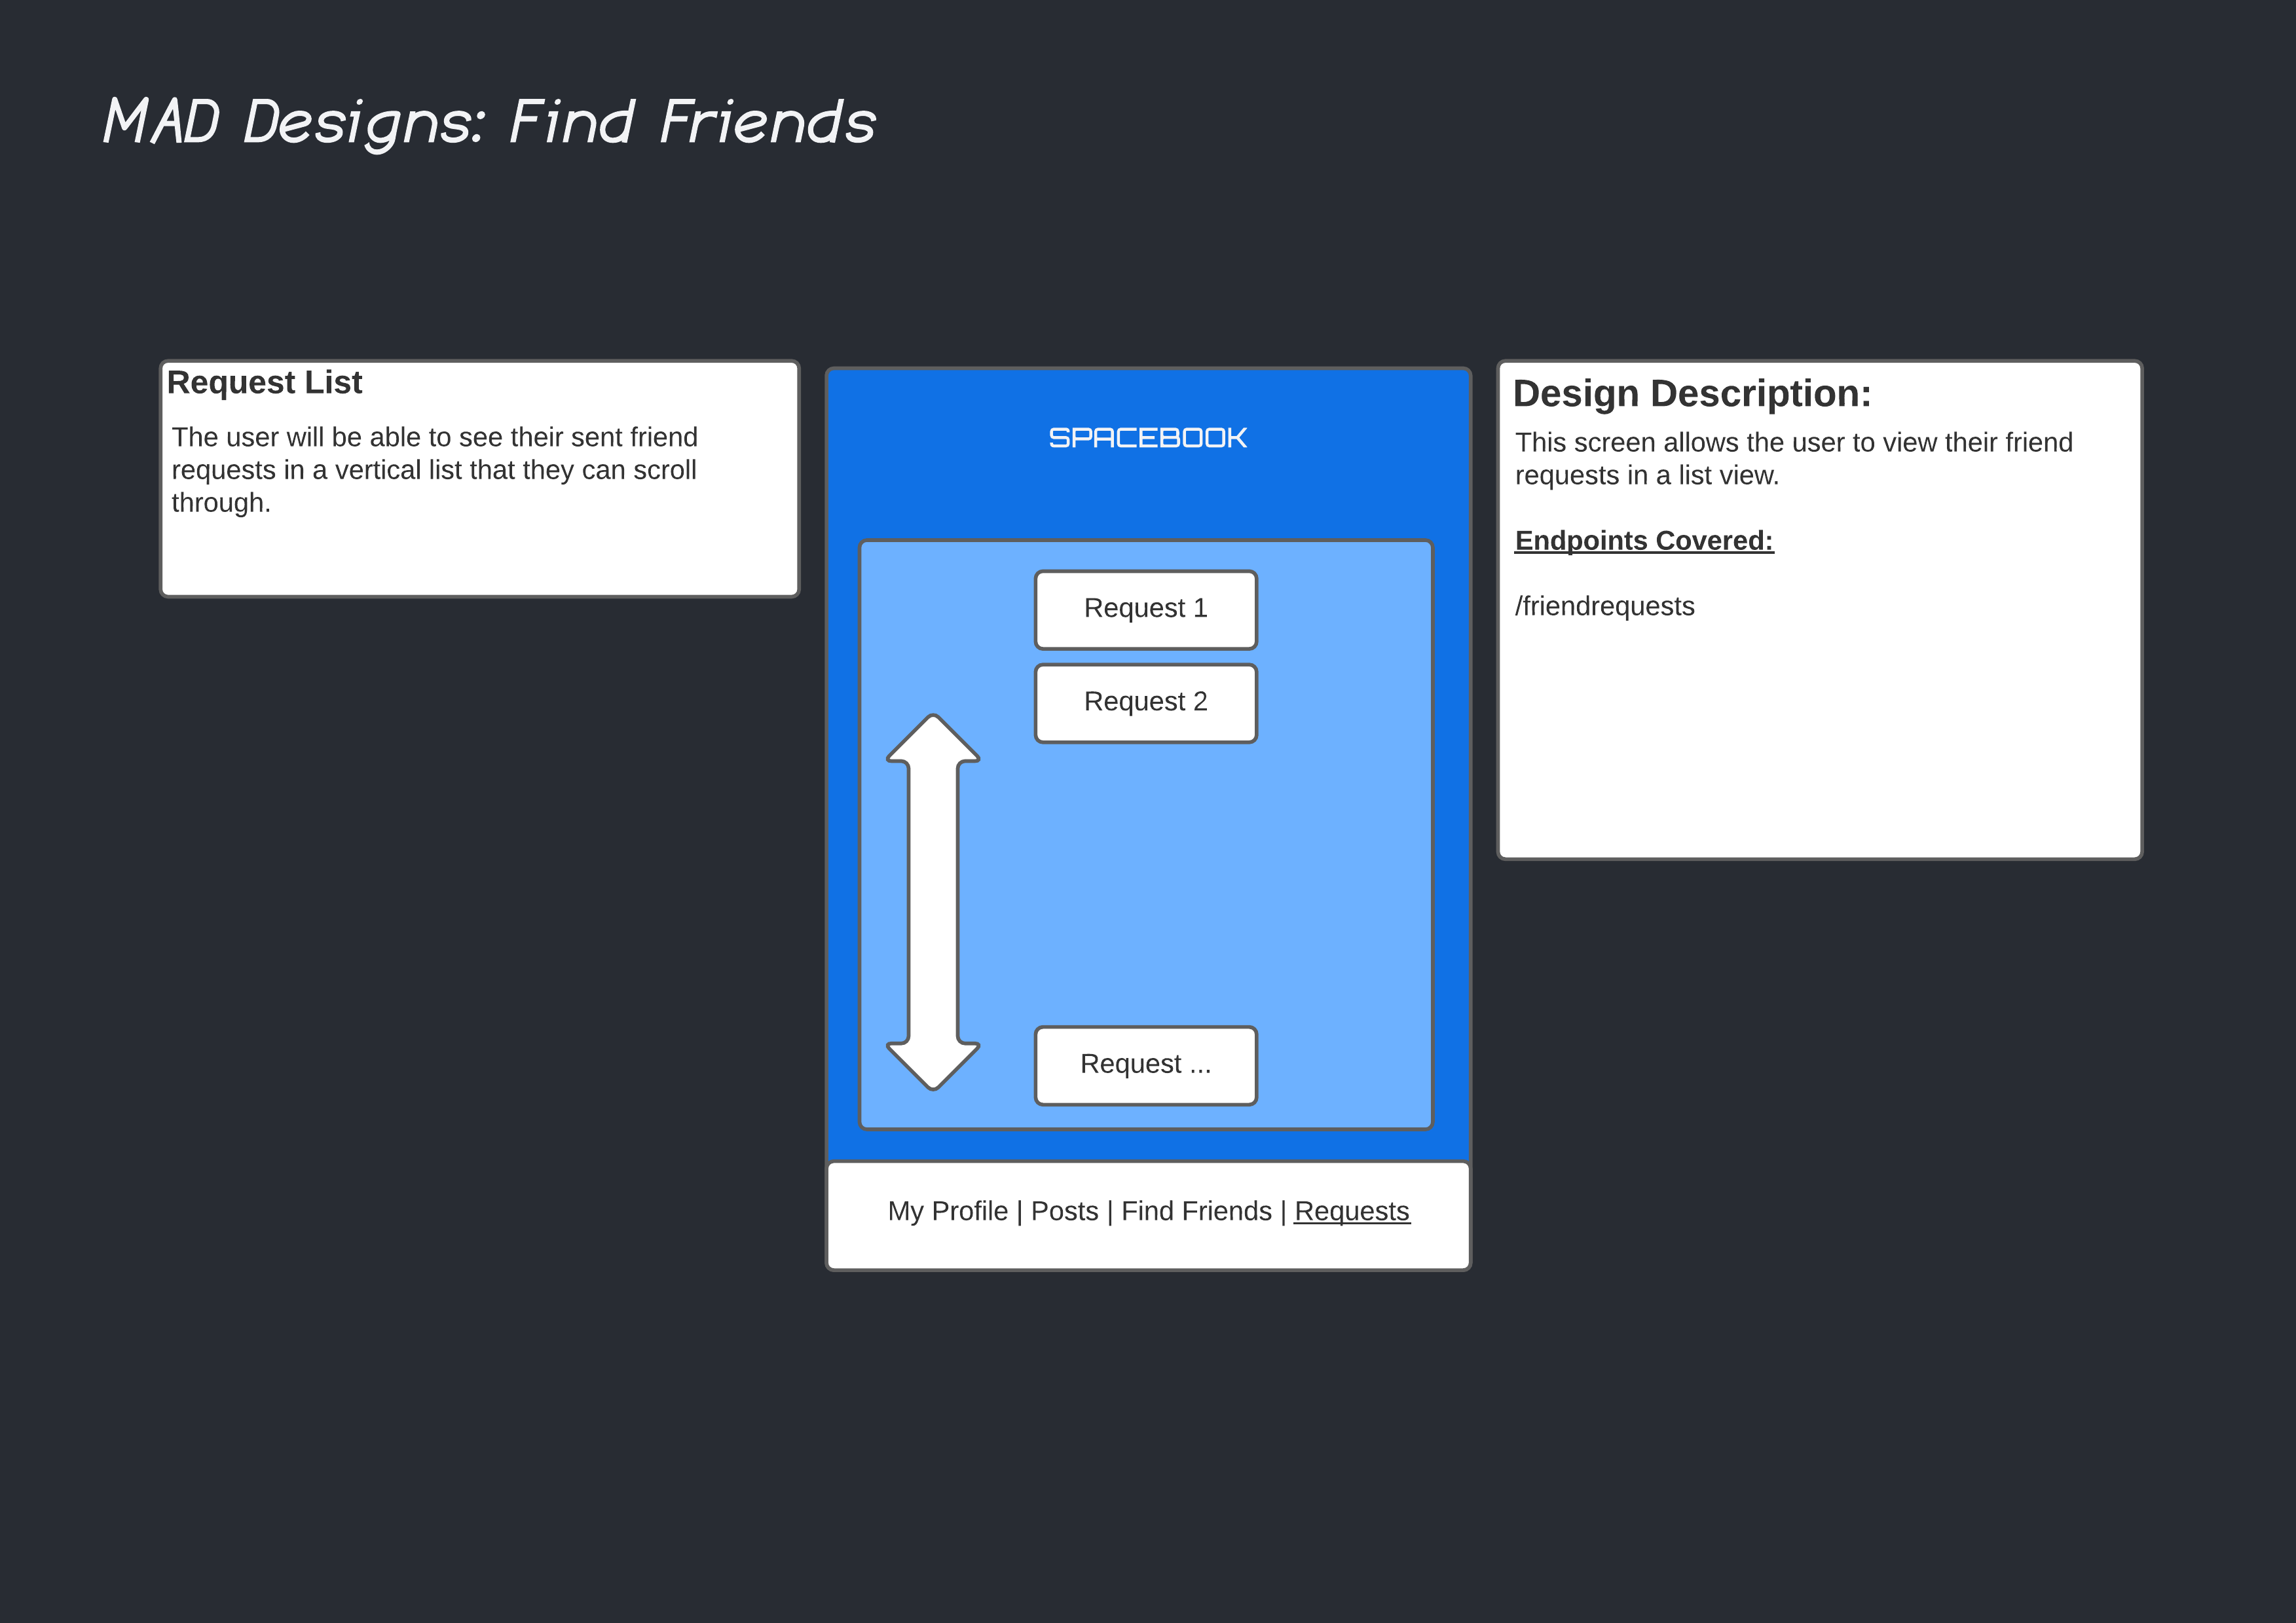 MAD Designs: Find Friends
Request List
The user will be able to see their sent friend
requests in a vertical list that they can scroll
through.
SPACEBOOK
Request 1
Request 2
Request ...
My Profile | Posts | Find Friends | Requests
Design Description:
This screen allows the user to view their friend
requests in a list view.
Endpoints Covered:
/friendrequests